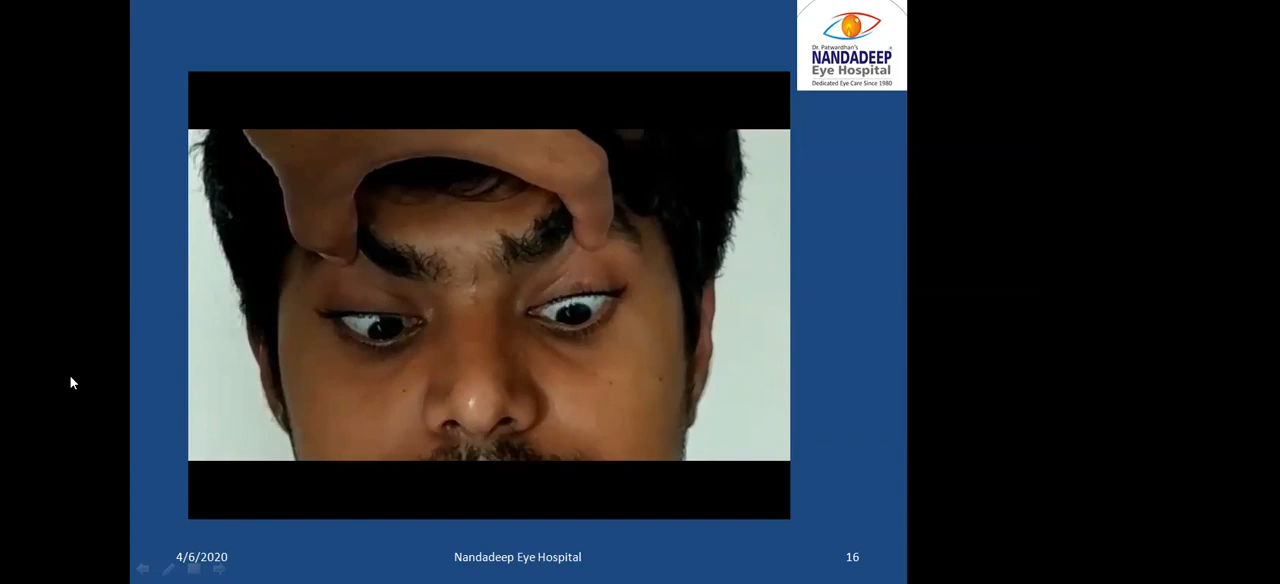 Dr. Patwardhan's
NANDADEEP
Eye Hospital
Dedicated Eye Care Since 1980
4/6/2020
Nandadeep Eye Hospital
16